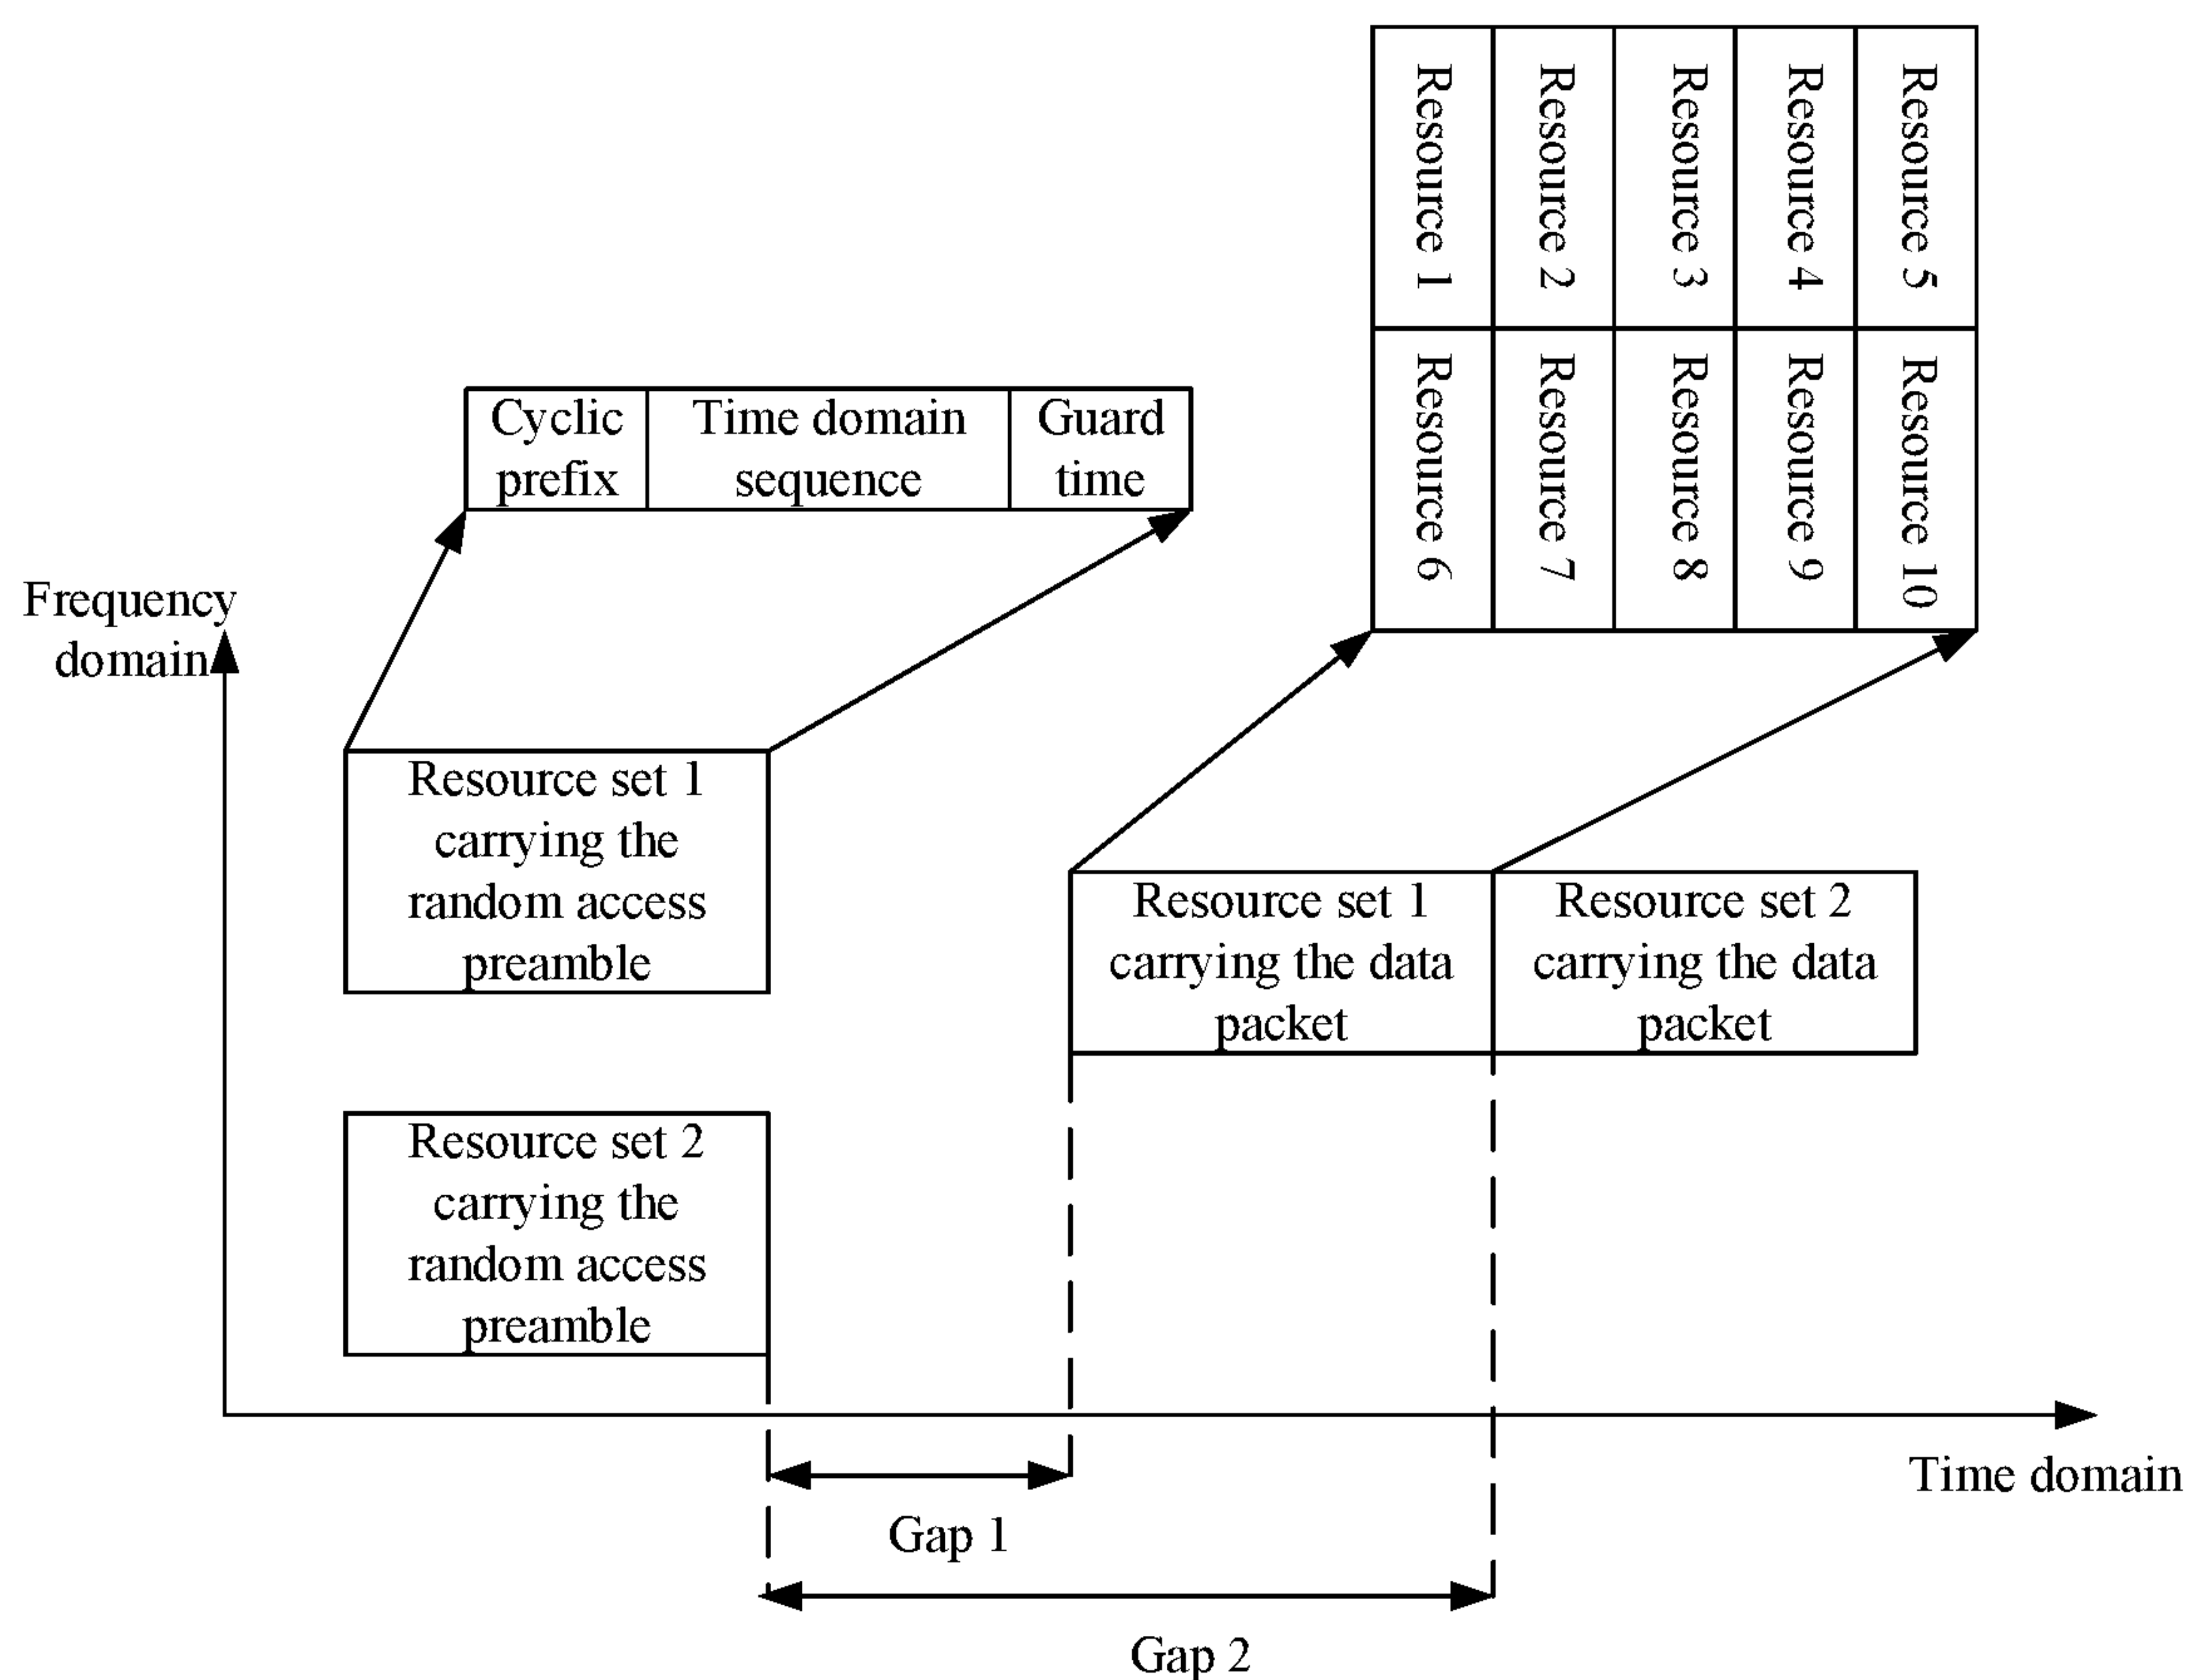 Resource 1
Resource 2
Resource 3
Resource 4
Resource 5
Resource 6
Resource 7
Resource 8
Resource 9
Resource 10
Cyclic
prefix
Time domain
sequence
Guard
time
Frequency
domain
Resource set 1
carrying the
random access
preamble
Resource set 1
carrying the data
packet
Resource set 2
carrying the data
packet
Resource set 2
carrying the
random access
preamble
Time domain
Gap 1
Gap 2